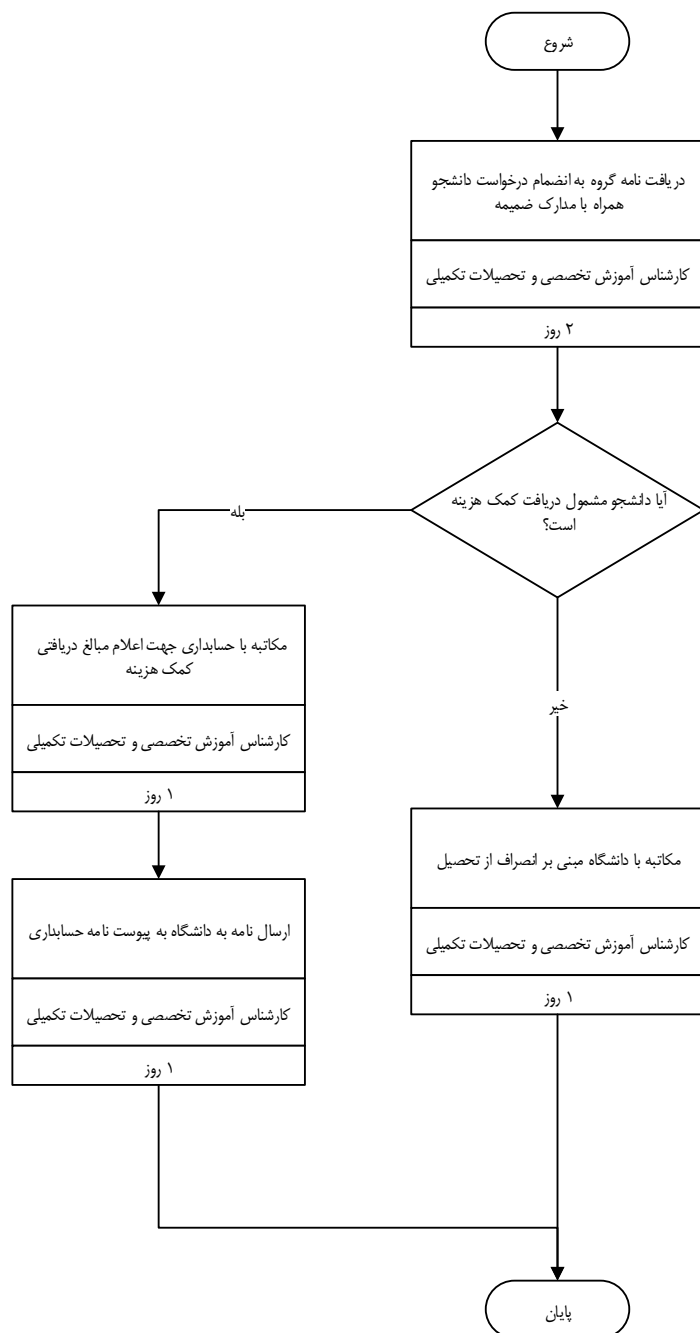 شروع
دریافت نامه گروه به انضمام درخواست دانشجو
همراه با مدارک ضمیمه
کارشناس آموزش تخصصی و تحصیلات تکمیلی
۲ روز
آیا دانشجو مشمول دریافت کمک هزینه
است؟
بله
خیر
مکاتبه با حسابداری جهت اعلام مبالغ دریافتی
کمک هزینه
کارشناس آموزش تخصصی و تحصیلات تکمیلی
۱ روز
ارسال نامه به دانشگاه به پیوست نامه حسابداری
کارشناس آموزش تخصصی و تحصیلات تکمیلی
۱ روز
مکاتبه با دانشگاه مبنی بر انصراف از تحصیل
کارشناس آموزش تخصصی و تحصیلات تکمیلی
۱ روز
پایان